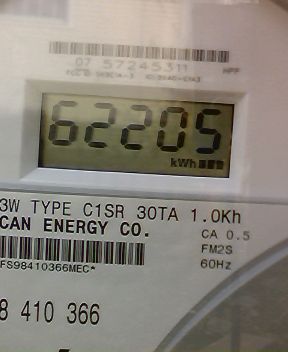 07 57245311 HPF
62205
kWh
3W TYPE C1SR 30TA 1.0Kh
CAN ENERGY CO.
CA 0.5
FM2S
FS98410366MEC*
60Hz
8 410 366